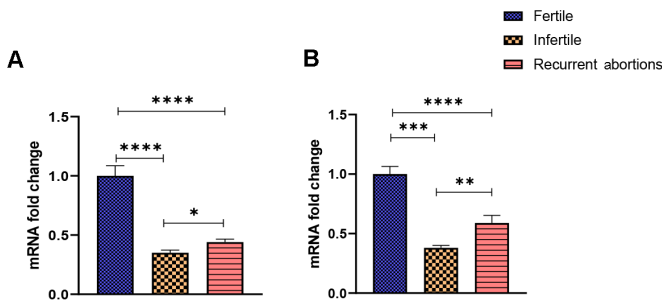 Fertile
Infertile
Recurrent abortions
A
mRNA fold change
1.5
1.0
0.5
0.0
****
****
*
B
mRNA fold change
1.5
1.0
0.5
0.0
****
***
**